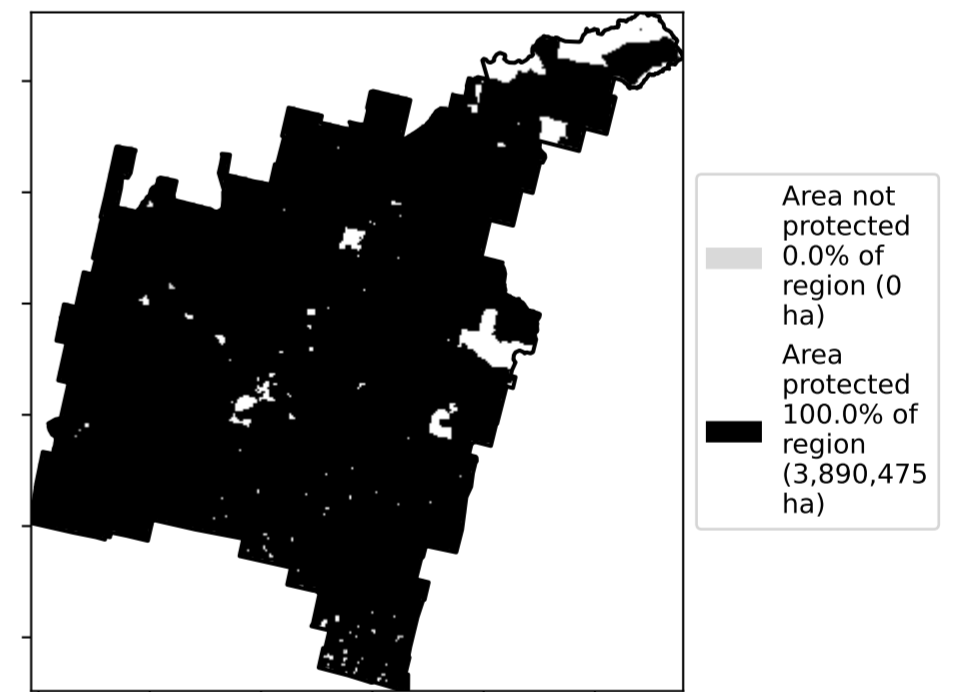 Area not
protected
0.0% of
region (0
ha)
Area
protected
100.0% of
region
(3,890,475
ha)